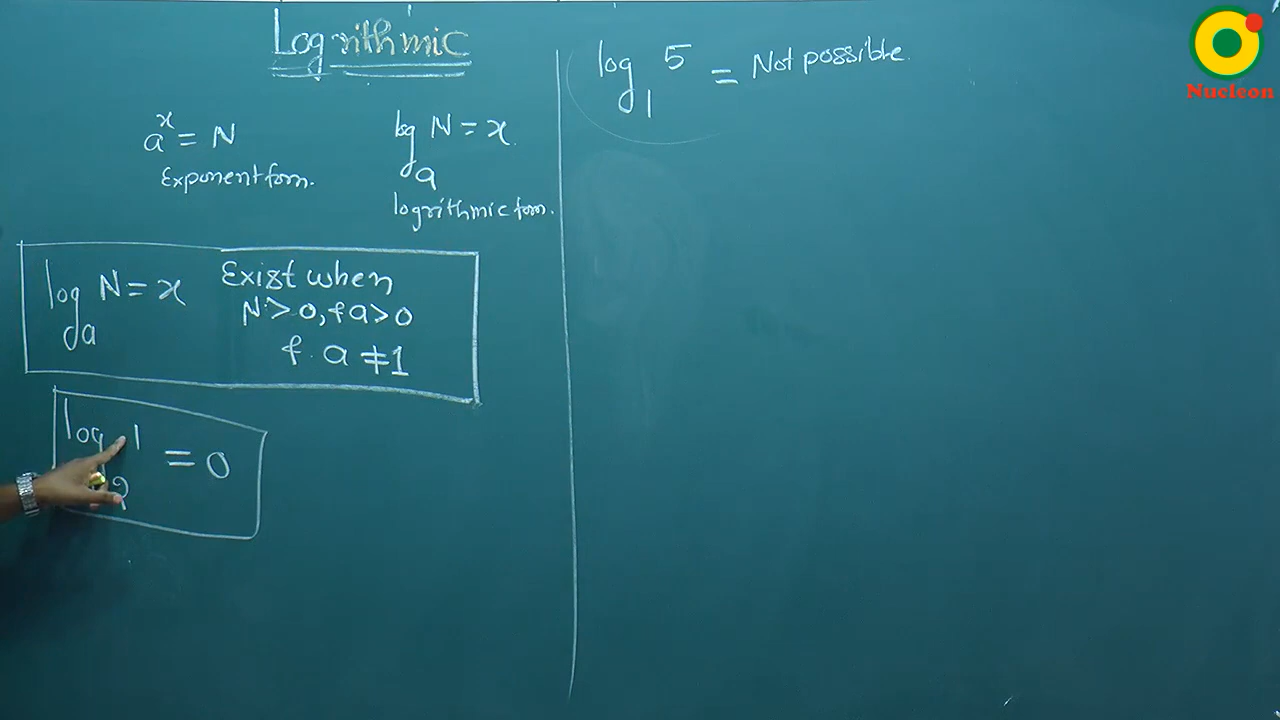 Logrithmic
a^x = N
Exponent form.
log_a N = x.
logrithmic form.
log_a N = x Exist when
N > 0, f a > 0
f. a ≠ 1
log_2 1 = 0
log_1 5 = Not possible.
Nucleon